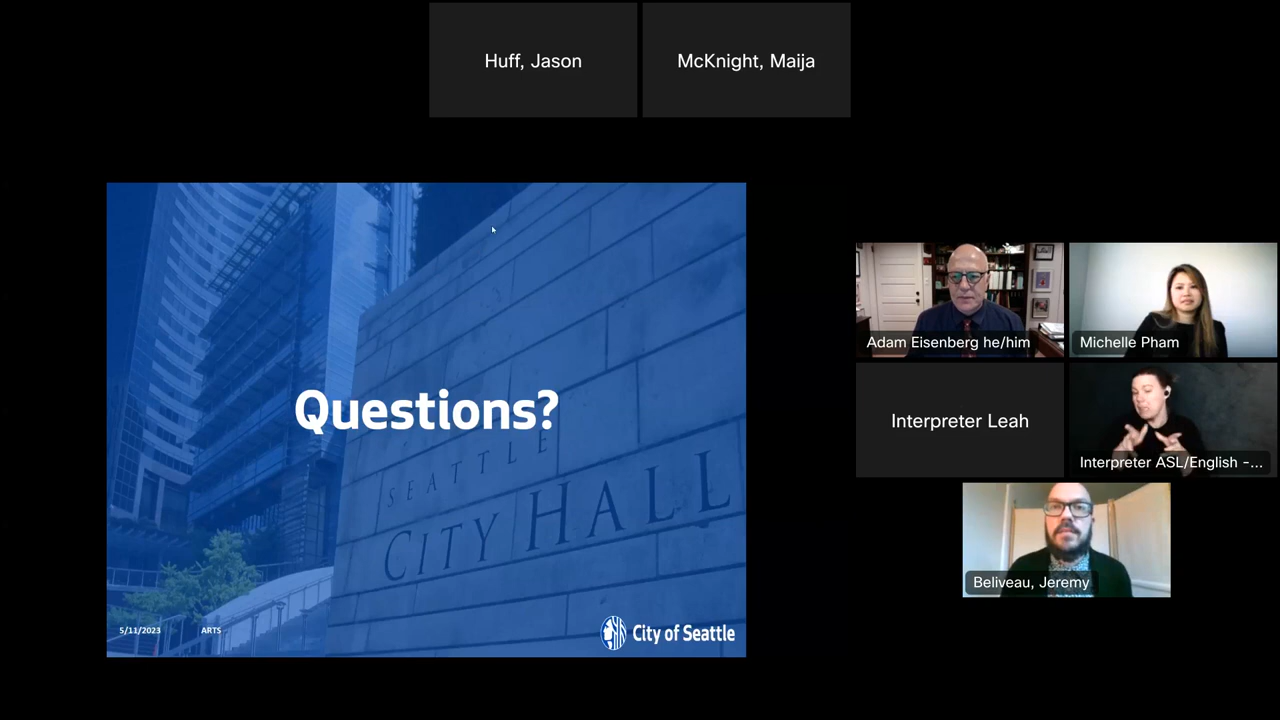 Huff, Jason
McKnight, Maija
Questions?
SEATTLE
CITY HALL
5/11/2023
ARTS
City of Seattle
Adam Eisenberg he/him
Michelle Pham
Interpreter Leah
Interpreter ASL/English -...
Beliveau, Jeremy